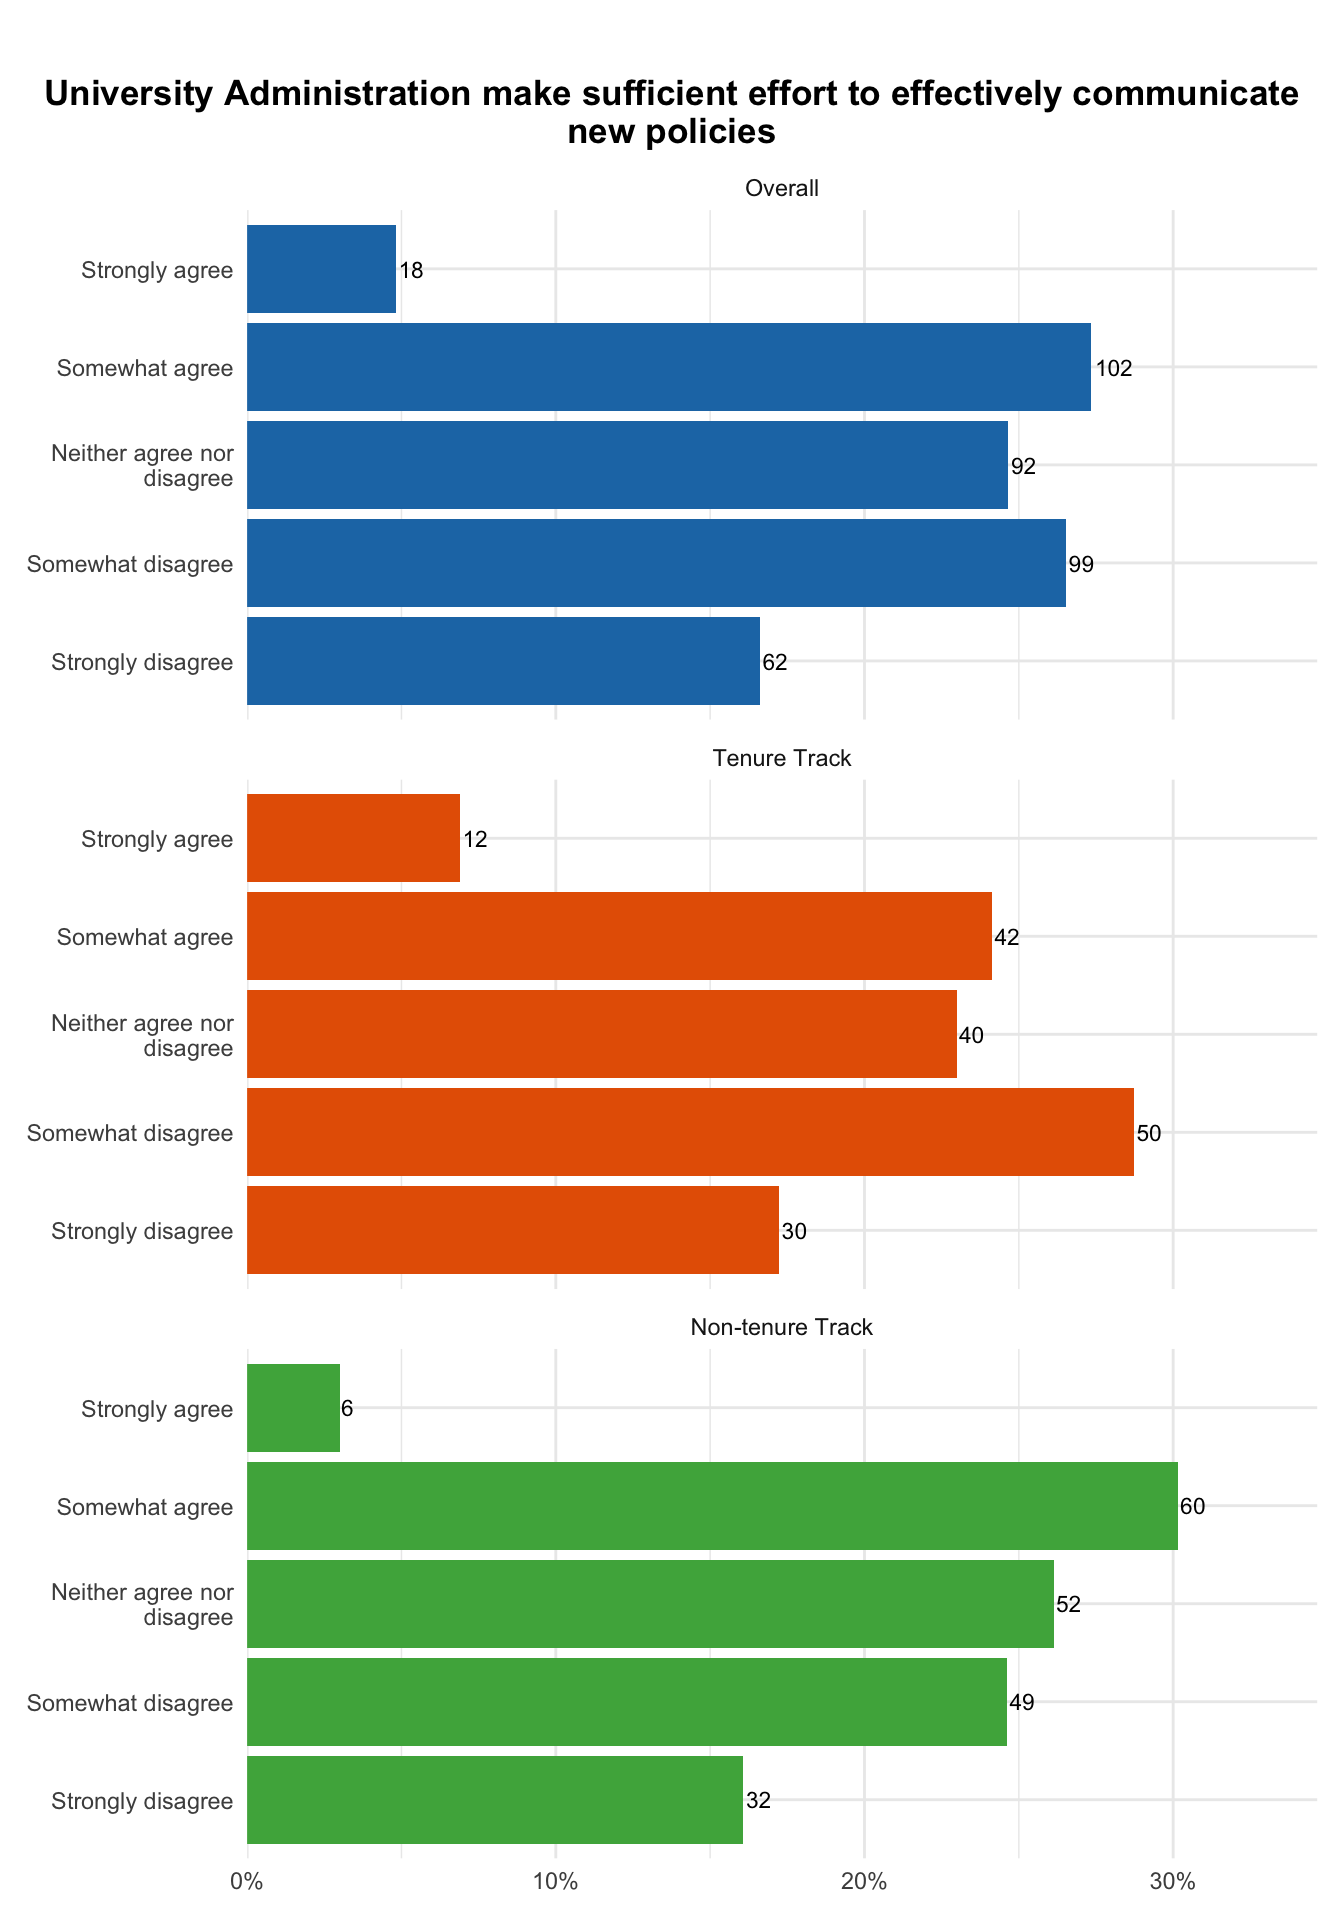 University Administration make sufficient effort to effectively communicate
new policies
Overall
Strongly agree
18
Somewhat agree
102
Neither agree nor
disagree
92
Somewhat disagree
99
Strongly disagree
62
Tenure Track
Strongly agree
12
Somewhat agree
42
Neither agree nor
disagree
40
Somewhat disagree
50
Strongly disagree
30
Non-tenure Track
Strongly agree
6
Somewhat agree
60
Neither agree nor
disagree
52
Somewhat disagree
49
Strongly disagree
32
0%
10%
20%
30%